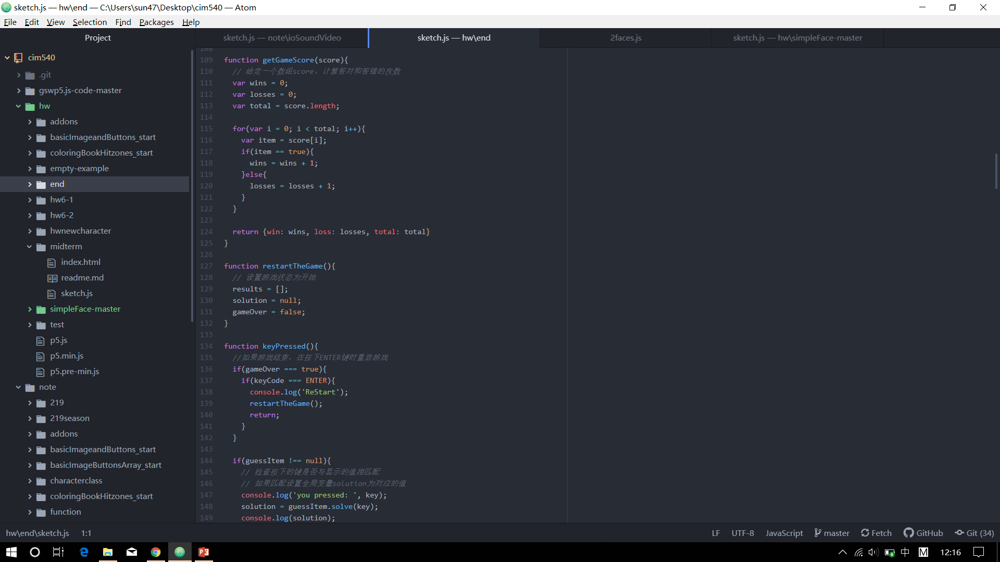 sketch.js — hw\end — C:\Users\sun47\Desktop\cim540 — Atom
File Edit View Selection Find Packages Help
Project
cim540
.git
gswp5.js-code-master
hw
addons
basicImageandButtons_start
coloringBookHitzones_start
empty-example
end
hw6-1
hw6-2
hwnewcharacter
midterm
index.html
readme.md
sketch.js
simpleFace-master
test
p5.js
p5.min.js
p5.pre-min.js
note
219
219season
addons
basicImageandButtons_start
basicImageButtonsArray_start
characterclass
coloringBookHitzones_start
function
sketch.js — note\ioSoundVideo
sketch.js — hw\end
2faces.js
sketch.js — hw\simpleFace-master
108
109 function getGameScore(score){
110 // 给定一个数组score，计算答对和答错的次数
111 var wins = 0;
112 var losses = 0;
113 var total = score.length;
114
115 for(var i = 0; i < total; i++){
116 var item = score[i];
117 if(item == true){
118 wins = wins + 1;
119 }else{
120 losses = losses + 1;
121 }
122 }
123
124 return {win: wins, loss: losses, total: total}
125 }
126
127 function restartTheGame(){
128 // 设置游戏状态为开始
129 results = [];
130 solution = null;
131 gameOver = false;
132 }
133
134 function keyPressed(){
135 //如果游戏结束，在按下ENTER键时重启游戏
136 if(gameOver === true){
137 if(keyCode === ENTER){
138 console.log('ReStart');
139 restartTheGame();
140 return;
141 }
142 }
143
144 if(guessItem !== null){
145 // 检查按下的键是否与显示的值相匹配
146 // 如果匹配设置全局变量solution为对应的值
147 console.log('you pressed: ', key);
148 solution = guessItem.solve(key);
149 console.log(solution);
hw\end\sketch.js 1:1
LF UTF-8 JavaScript master Fetch GitHub Git (34)
中 M 12:16